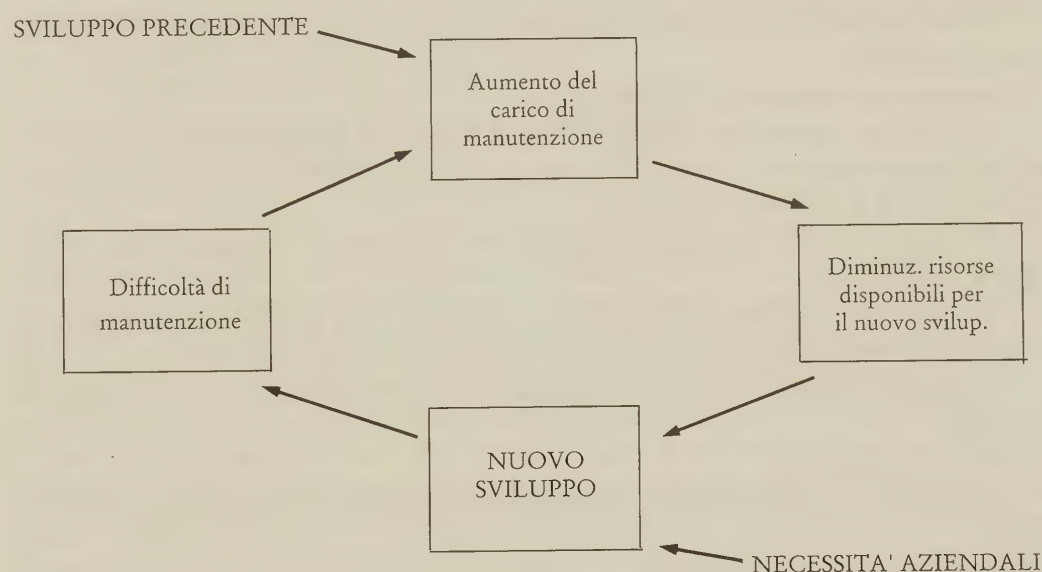 SVILUPPO PRECEDENTE
Aumento del
carico di
manutenzione
Difficoltà di
manutenzione
Diminuz. risorse
disponibili per
il nuovo svilup.
NUOVO
SVILUPPO
NECESSITA' AZIENDALI